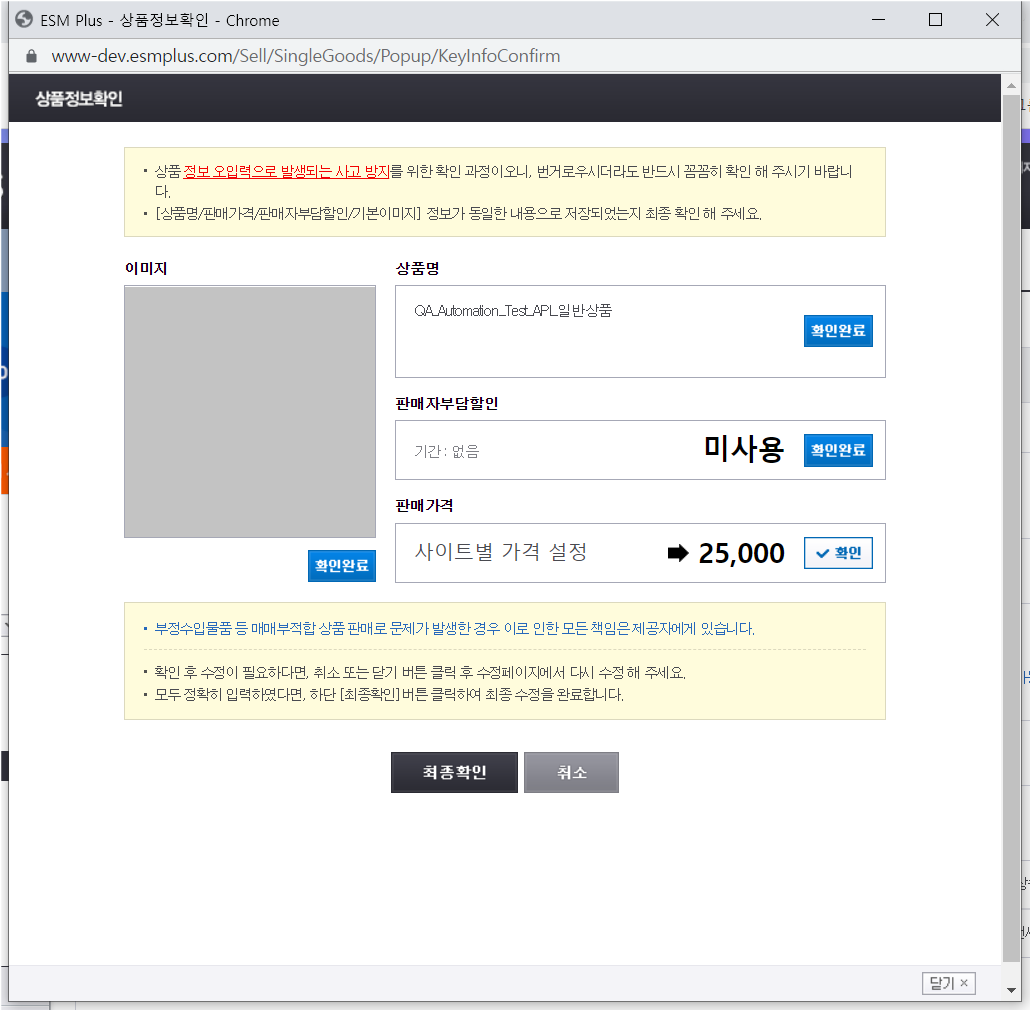 ESM Plus - 상품정보확인 - Chrome
www-dev.esmplus.com/Sell/SingleGoods/Popup/KeyInfoConfirm
상품정보확인
• 상품 정보 오입력으로 발생되는 사고 방지를 위한 확인 과정이오니, 번거로우시더라도 반드시 꼼꼼히 확인 해 주시기 바랍니
다.
• [상품명/판매가격/판매자부담할인/기본이미지] 정보가 동일한 내용으로 저장되었는지 최종 확인 해 주세요.
이미지
확인완료
상품명
QA_Automation_Test_API_일반상품
확인완료
판매자부담할인
기간 : 없음
미사용
확인완료
판매가격
사이트별 가격 설정
➡ 25,000
✓ 확인
• 부정수입물품 등 매매부적합 상품 판매로 문제가 발생한 경우 이로 인한 모든 책임은 제공자에게 있습니다.
• 확인 후 수정이 필요하다면, 취소 또는 닫기 버튼 클릭 후 수정페이지에서 다시 수정 해 주세요.
• 모두 정확히 입력하였다면, 하단 [최종확인]버튼 클릭하여 최종 수정을 완료합니다.
최종확인
취소
닫기 ×